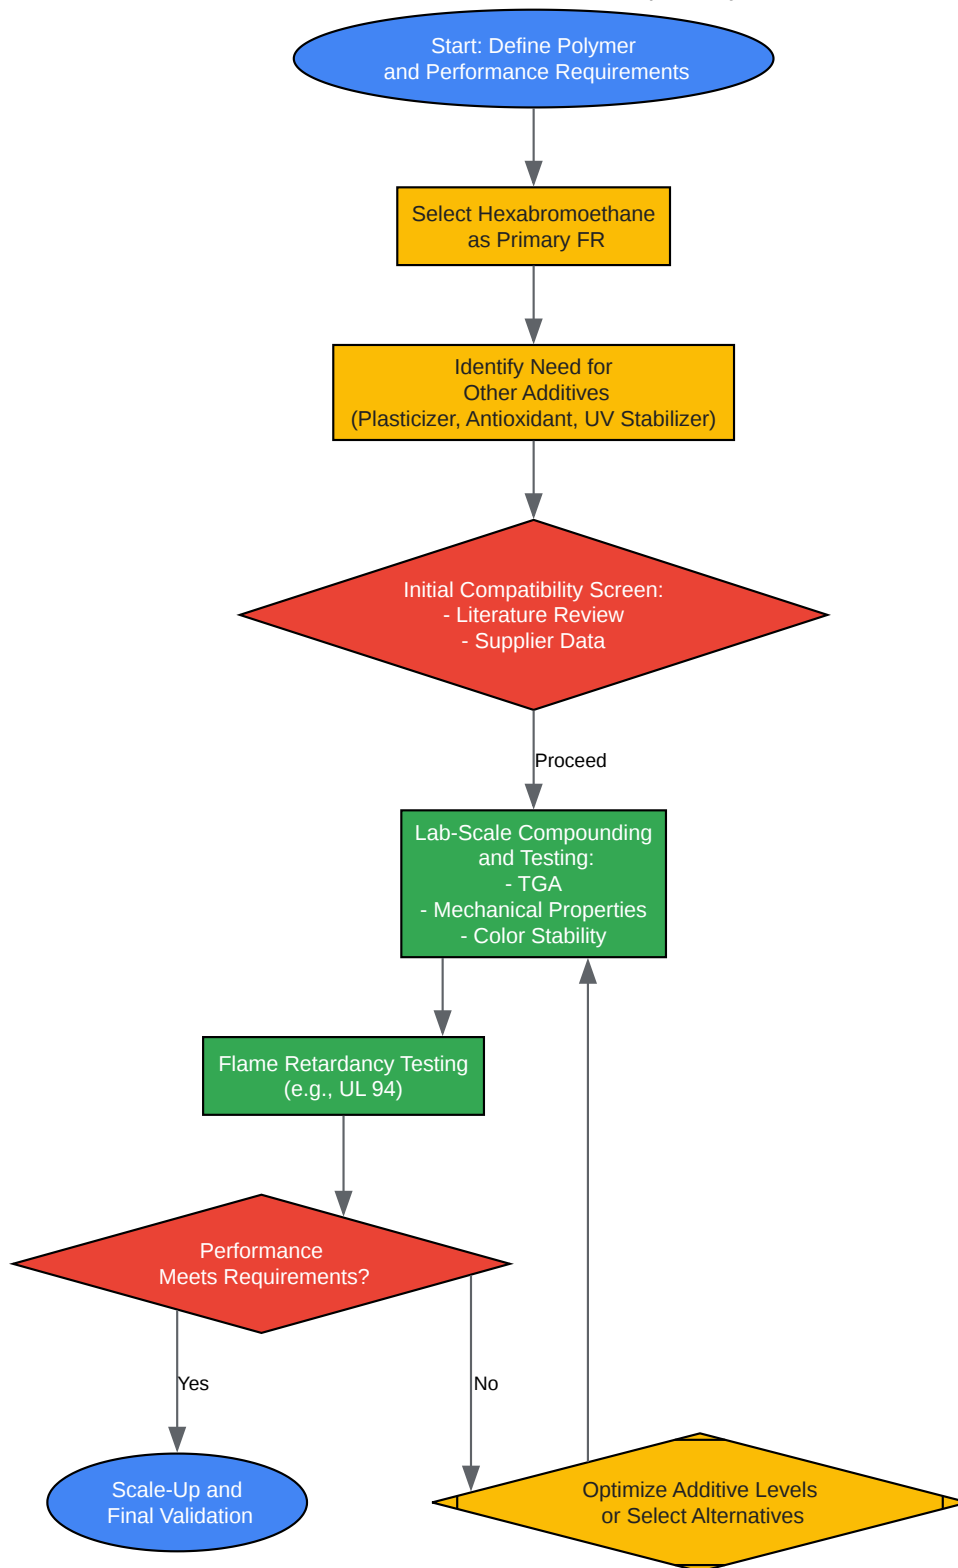 Start: Define Polymer
and Performance Requirements
Select Hexabromoethane
as Primary FR
Identify Need for
Other Additives
(Plasticizer, Antioxidant, UV Stabilizer)
Initial Compatibility Screen:
- Literature Review
- Supplier Data
Proceed
Lab-Scale Compounding
and Testing:
- TGA
- Mechanical Properties
- Color Stability
Flame Retardancy Testing
(e.g., UL 94)
Performance
Meets Requirements?
Yes
No
Scale-Up and
Final Validation
Optimize Additive Levels
or Select Alternatives